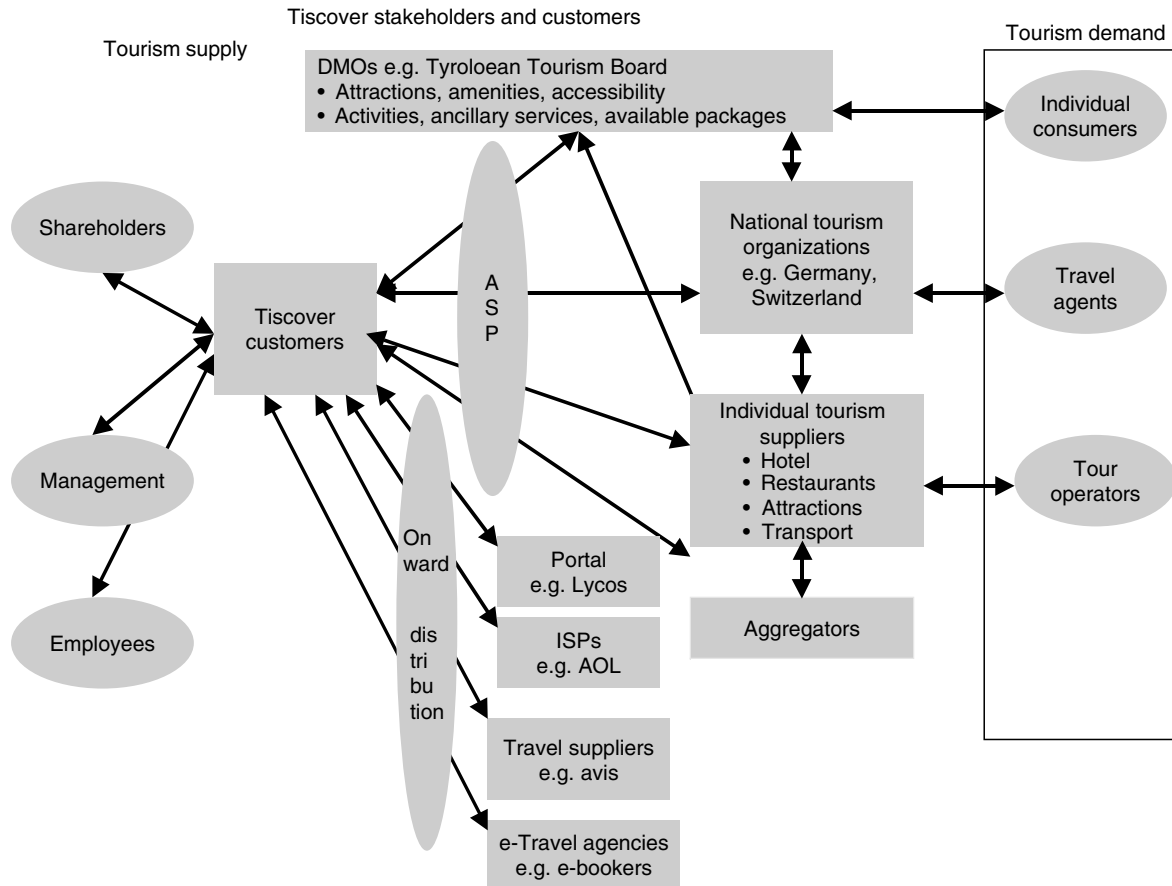 Tiscover stakeholders and customers
Tourism supply
Tourism demand
DMOs e.g. Tyroloean Tourism Board
• Attractions, amenities, accessibility
• Activities, ancillary services, available packages
Individual
consumers
Shareholders
National tourism
organizations
e.g. Germany,
Switzerland
Travel
agents
A
S
P
Tiscover
customers
Individual tourism
suppliers
• Hotel
• Restaurants
• Attractions
• Transport
Tour
operators
Management
On
ward
dis
tri
bu
tion
Portal
e.g. Lycos
Employees
ISPs
e.g. AOL
Aggregators
Travel suppliers
e.g. avis
e-Travel agencies
e.g. e-bookers